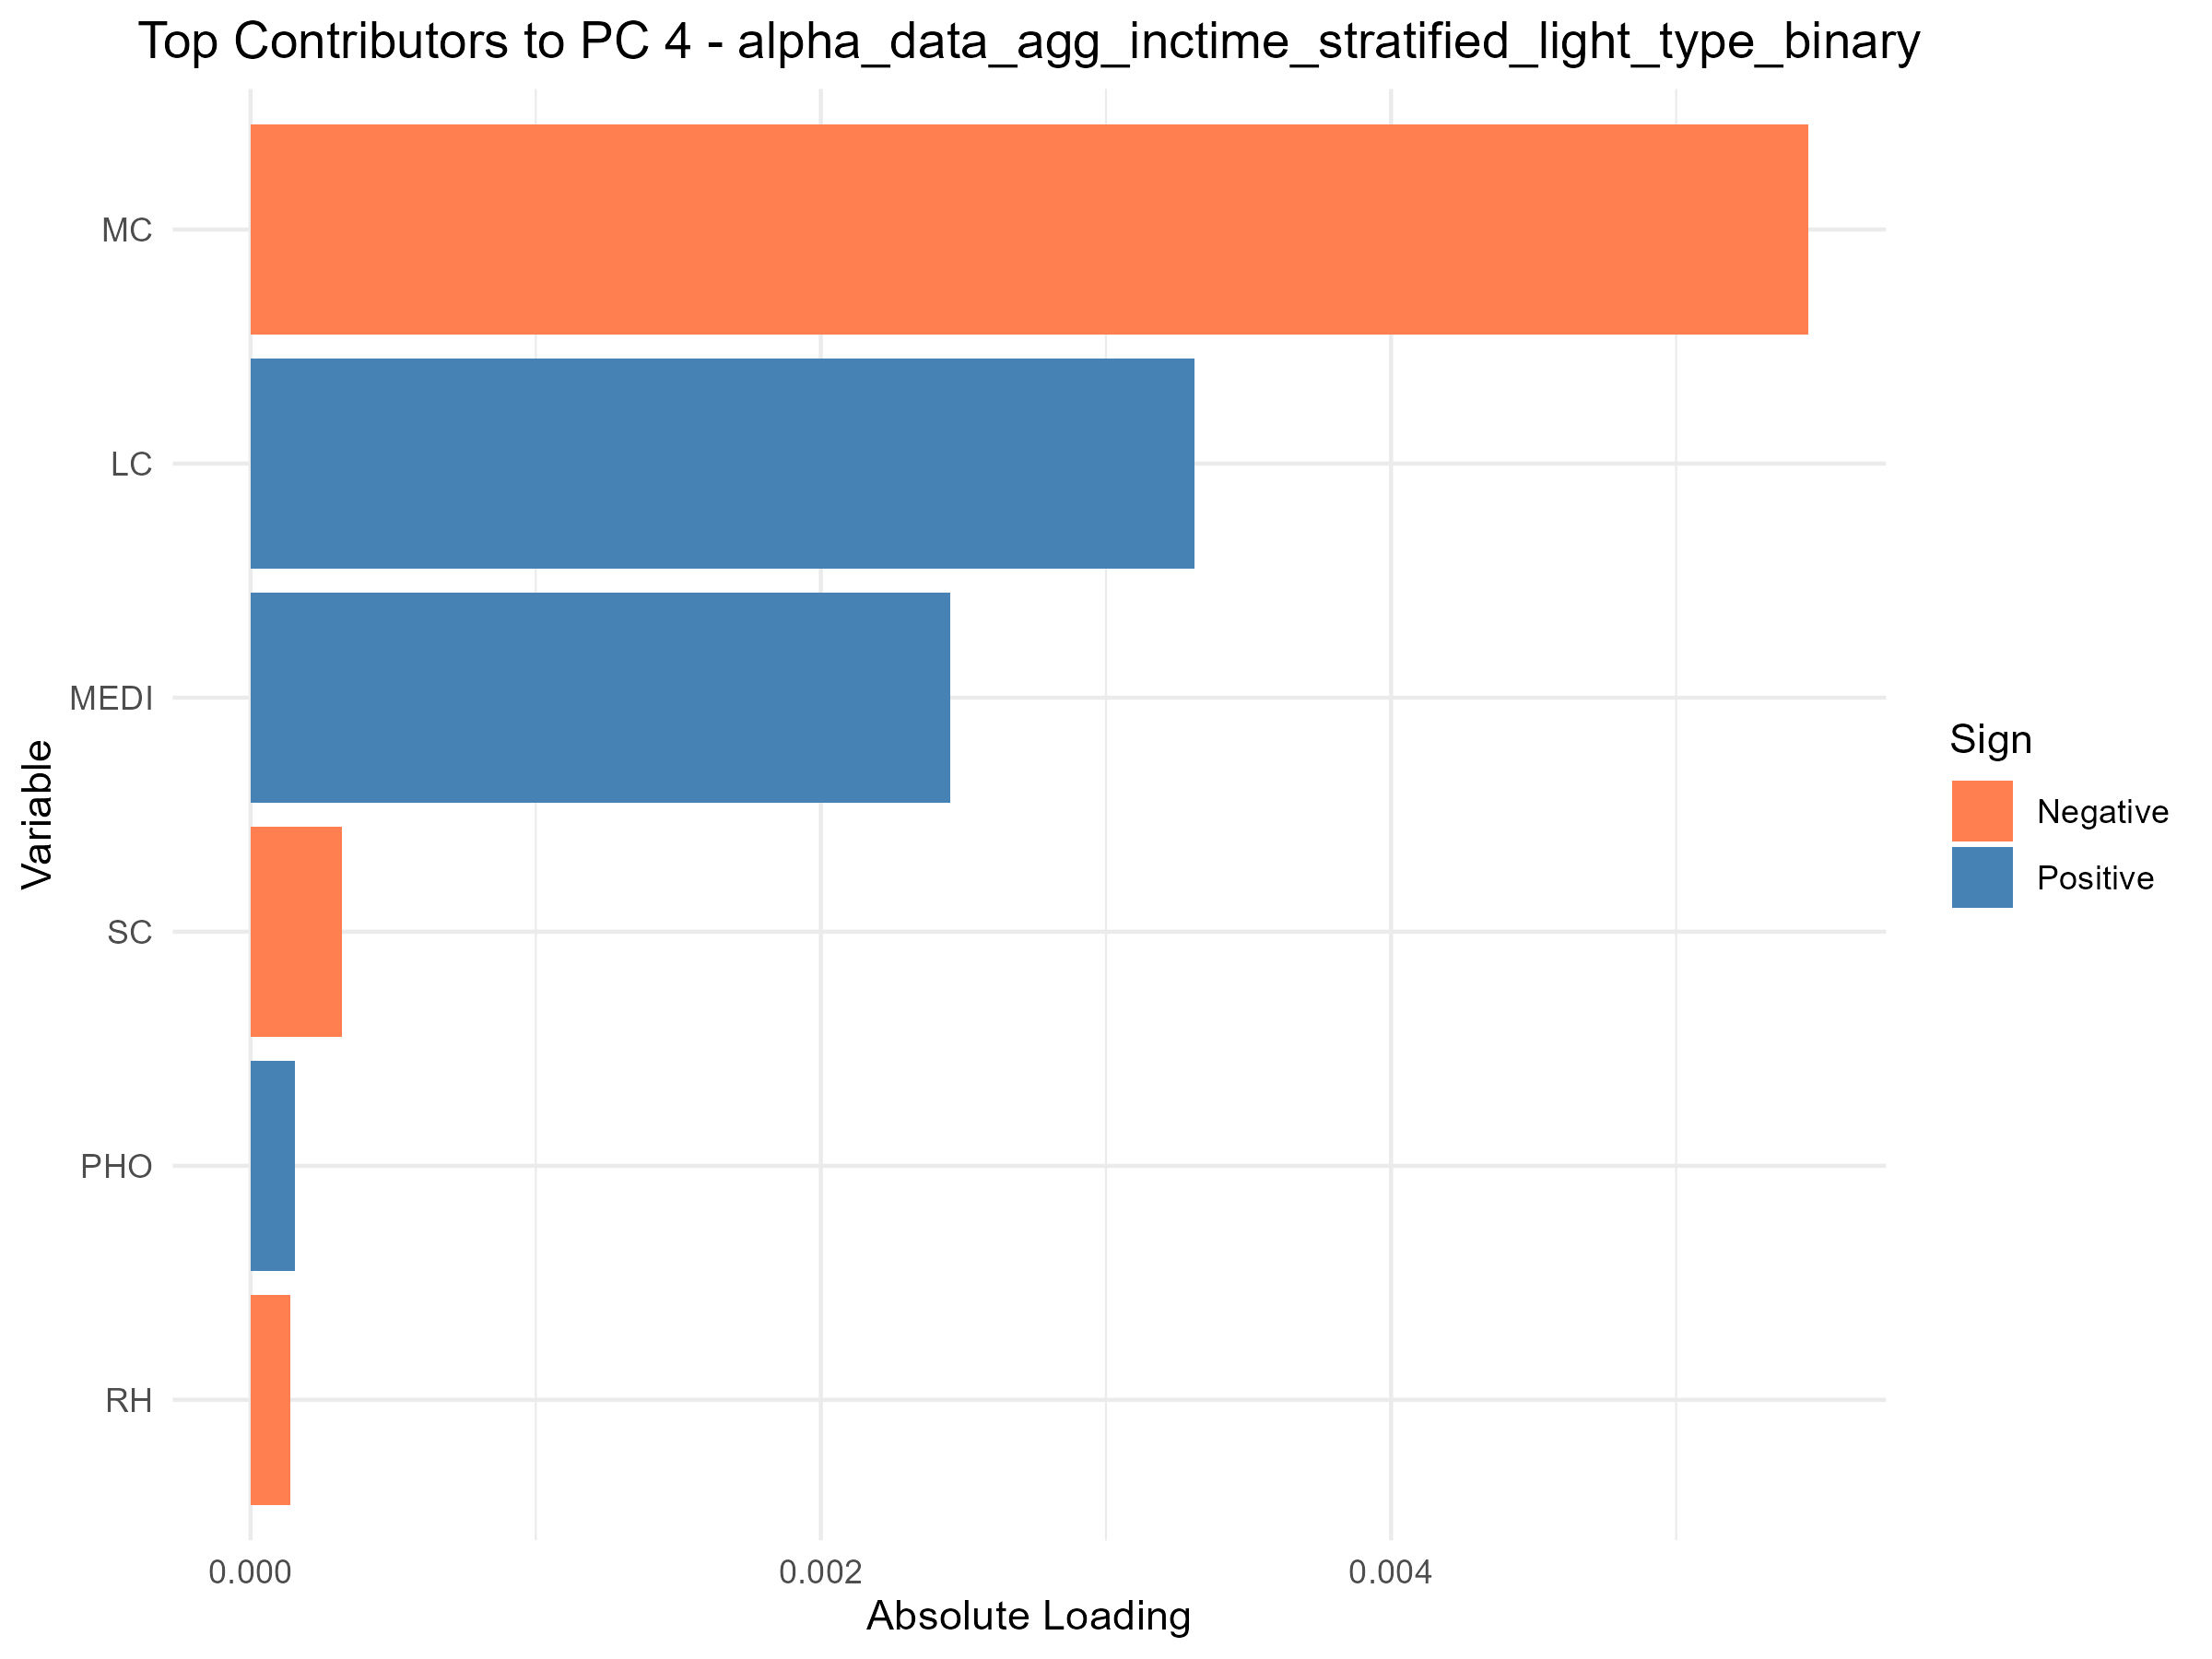 Top Contributors to PC 4 - alpha_data_agg_inctime_stratified_light_type_binary
MC
LC
MEDI
SC
PHO
RH
Variable
0.000
0.002
0.004
Absolute Loading
Sign
Negative
Positive